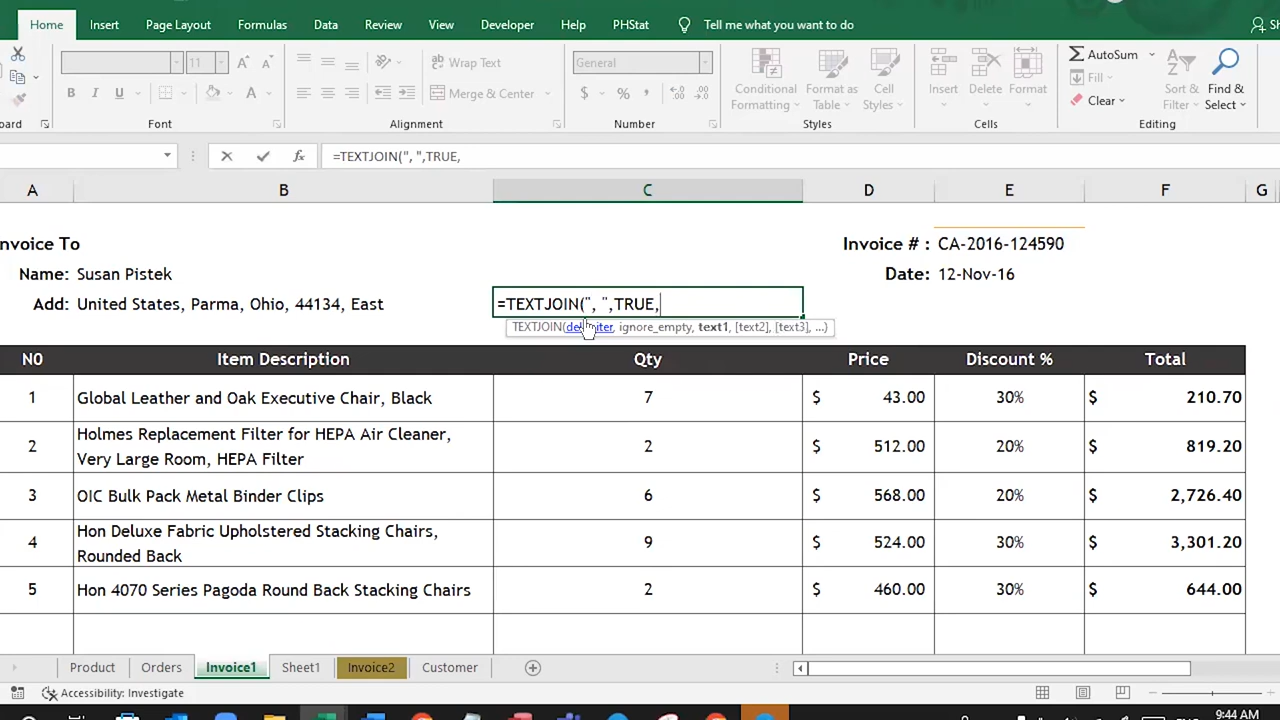 Home Insert Page Layout Formulas Data Review View Developer Help PHStat Tell me what you want to do
11 A A ab Wrap Text General AutoSum
B I U A Merge & Center $ % , Conditional Formatting Format as Table Cell Styles Insert Delete Format Fill Sort & Filter Find & Select
Clear
Font Alignment Number Styles Cells Editing
fx =TEXTJOIN(", ",TRUE,
A B C D E F G
nvoice To Invoice # : CA-2016-124590
Name: Susan Pistek Date: 12-Nov-16
Add: United States, Parma, Ohio, 44134, East =TEXTJOIN(", ",TRUE,
TEXTJOIN(delimiter, ignore_empty, text1, [text2], [text3], ...)
N0 Item Description Qty Price Discount % Total
1 Global Leather and Oak Executive Chair, Black 7 $ 43.00 30% $ 210.70
2 Holmes Replacement Filter for HEPA Air Cleaner, 2 $ 512.00 20% $ 819.20
Very Large Room, HEPA Filter
3 OIC Bulk Pack Metal Binder Clips 6 $ 568.00 20% $ 2,726.40
4 Hon Deluxe Fabric Upholstered Stacking Chairs, 9 $ 524.00 30% $ 3,301.20
Rounded Back
5 Hon 4070 Series Pagoda Round Back Stacking Chairs 2 $ 460.00 30% $ 644.00
Product Orders Invoice1 Sheet1 Invoice2 Customer
Accessibility: Investigate
9:44 AM